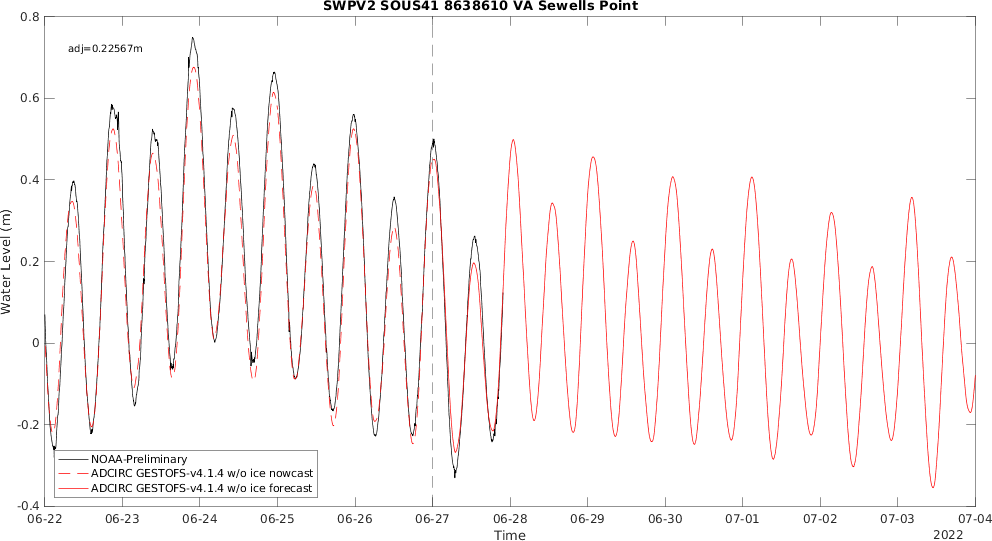 SWPV2 SOUS41 8638610 VA Sewells Point
adj=0.22567m
0.8
0.6
0.4
0.2
0
-0.2
-0.4
Water Level (m)
NOAA-Preliminary
ADCIRC GESTOFS-v4.1.4 w/o ice nowcast
ADCIRC GESTOFS-v4.1.4 w/o ice forecast
06-22 06-23 06-24 06-25 06-26 06-27 06-28 06-29 06-30 07-01 07-02 07-03 07-04
Time
2022